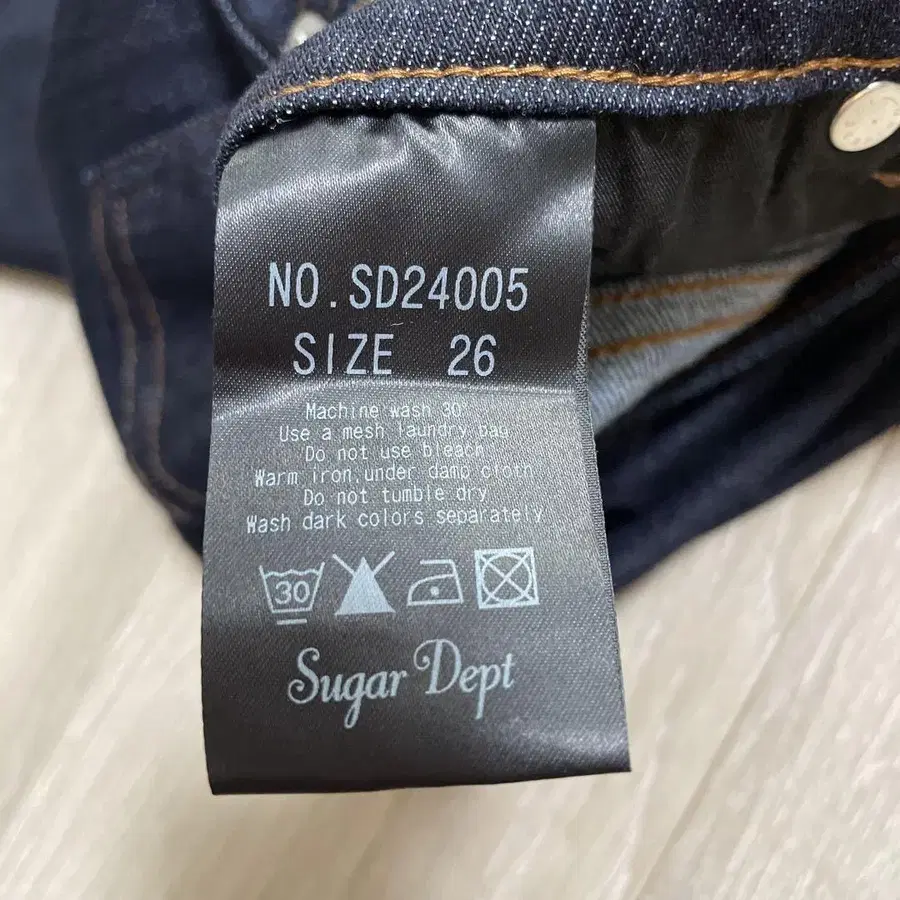 NO.SD24005
SIZE 26
Machine wash 30°
Use a mesh laundry bag
Do not use bleach
Warm iron under damp cloth
Do not tumble dry
Wash dark colors separately
30
Sugar Dept